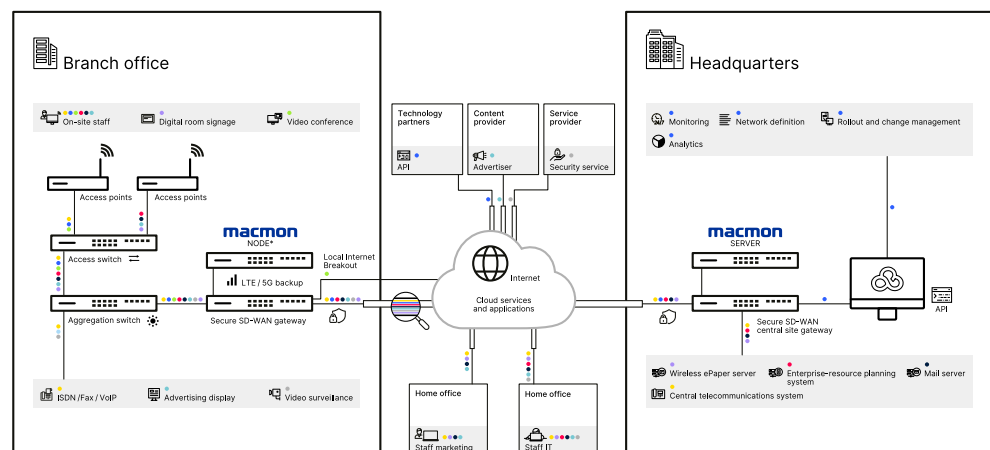 Branch office
On-site staff
Digital room signage
Video conference
Access points
Access points
Access switch
macmon
NODE*
LTE / 5G backup
Local Internet
Breakout
Aggregation switch
Secure SD-WAN gateway
ISDN /Fax / VoIP
Advertising display
Video surveillance
Technology
partners
API
Content
provider
Advertiser
Service
provider
Security service
Internet
Cloud services
and applications
Home office
Staff marketing
Home office
Staff IT
Headquarters
24/7
Monitoring
Network definition
Rollout and change management
Analytics
macmon
SERVER
Secure SD-WAN
central site gateway
API
Wireless ePaper server
Enterprise-resource planning
system
Mail server
Central telecommunications system